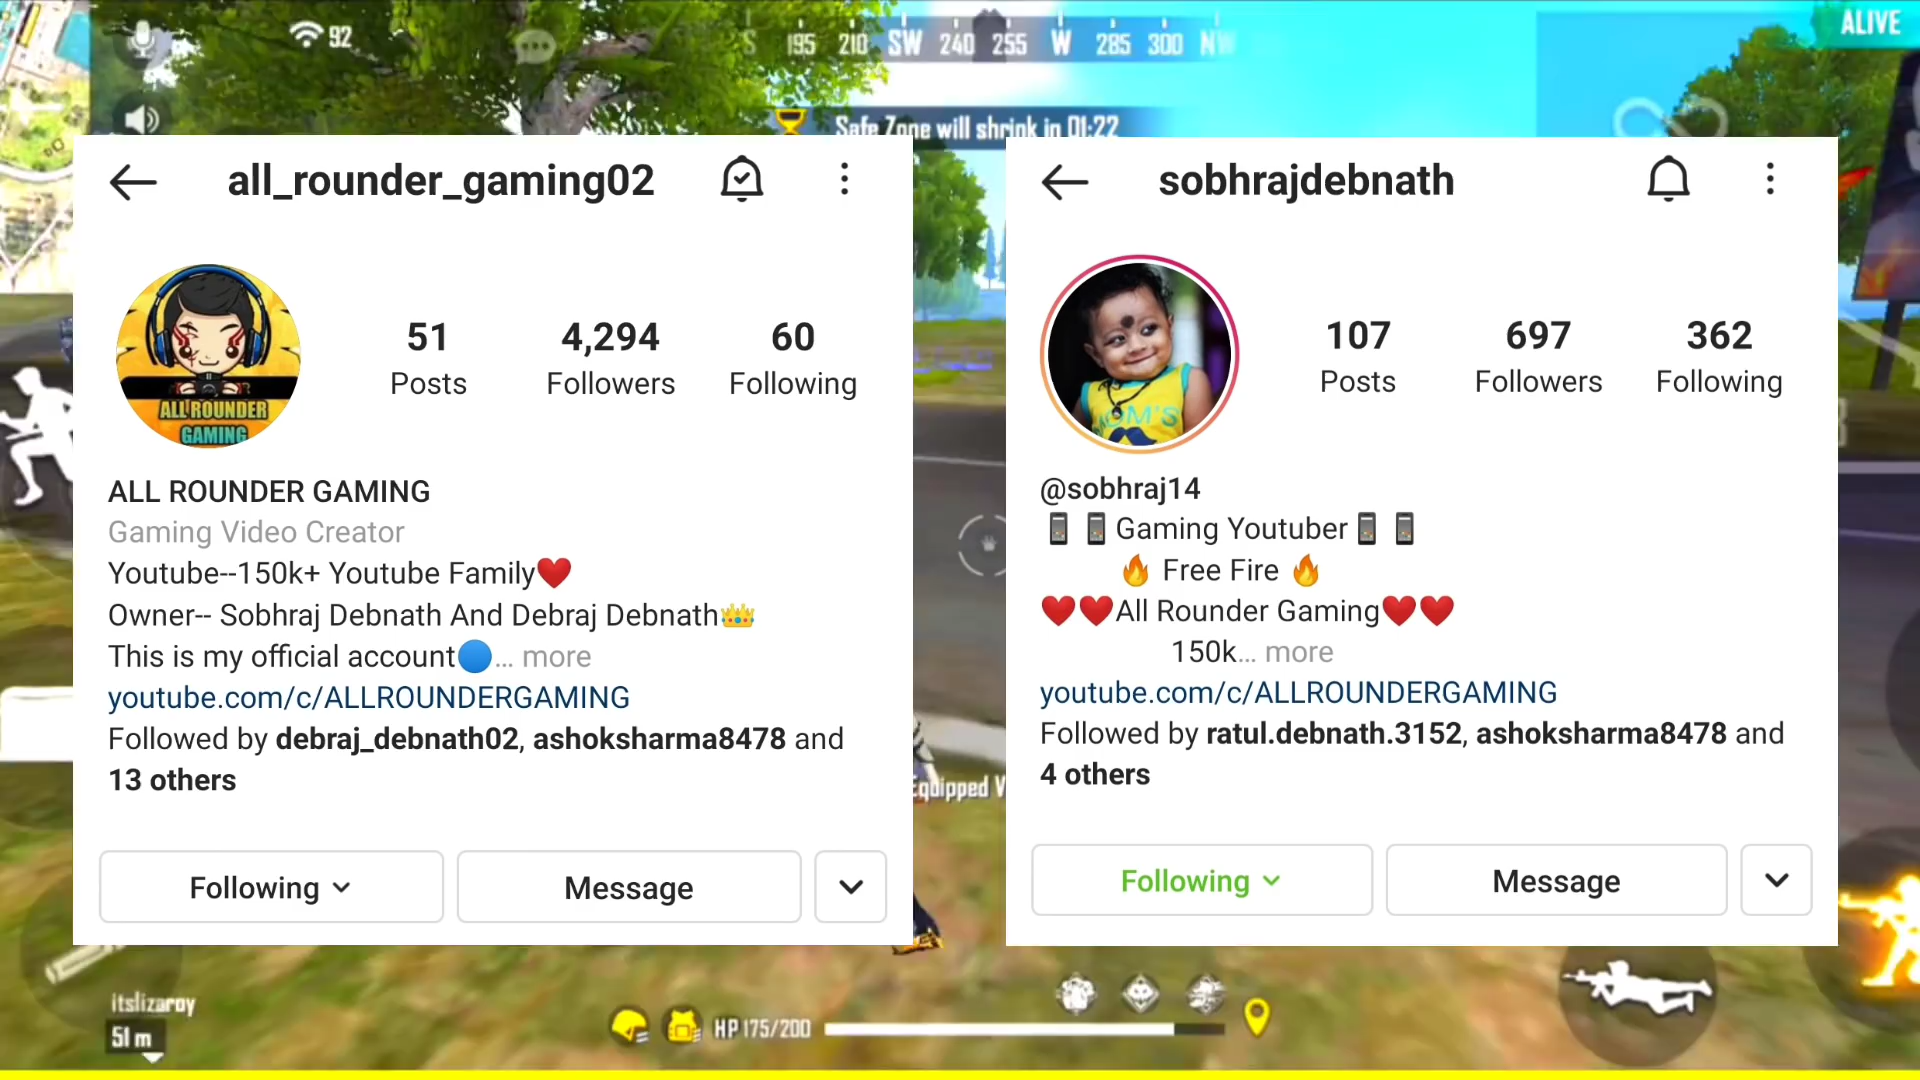 92
S 195 210 SW 240 255 W 285 300 NW
ALIVE
Safe Zone will shrink in 01:22
all_rounder_gaming02
ALL ROUNDER
GAMING
51
Posts
4,294
Followers
60
Following
ALL ROUNDER GAMING
Gaming Video Creator
Youtube--150k+ Youtube Family❤️
Owner-- Sobhraj Debnath And Debraj Debnath👑
This is my official account🔵... more
youtube.com/c/ALLROUNDERGAMING
Followed by debraj_debnath02, ashoksharma8478 and
13 others
Following
Message
sobhrajdebnath
MOM'S
107
Posts
697
Followers
362
Following
@sobhraj14
📱📱Gaming Youtuber📱📱
🔥 Free Fire 🔥
❤️❤️All Rounder Gaming❤️❤️
150k... more
youtube.com/c/ALLROUNDERGAMING
Followed by ratul.debnath.3152, ashoksharma8478 and
4 others
Following
Message
Equipped
itslizaroy
51 m
HP 175/200